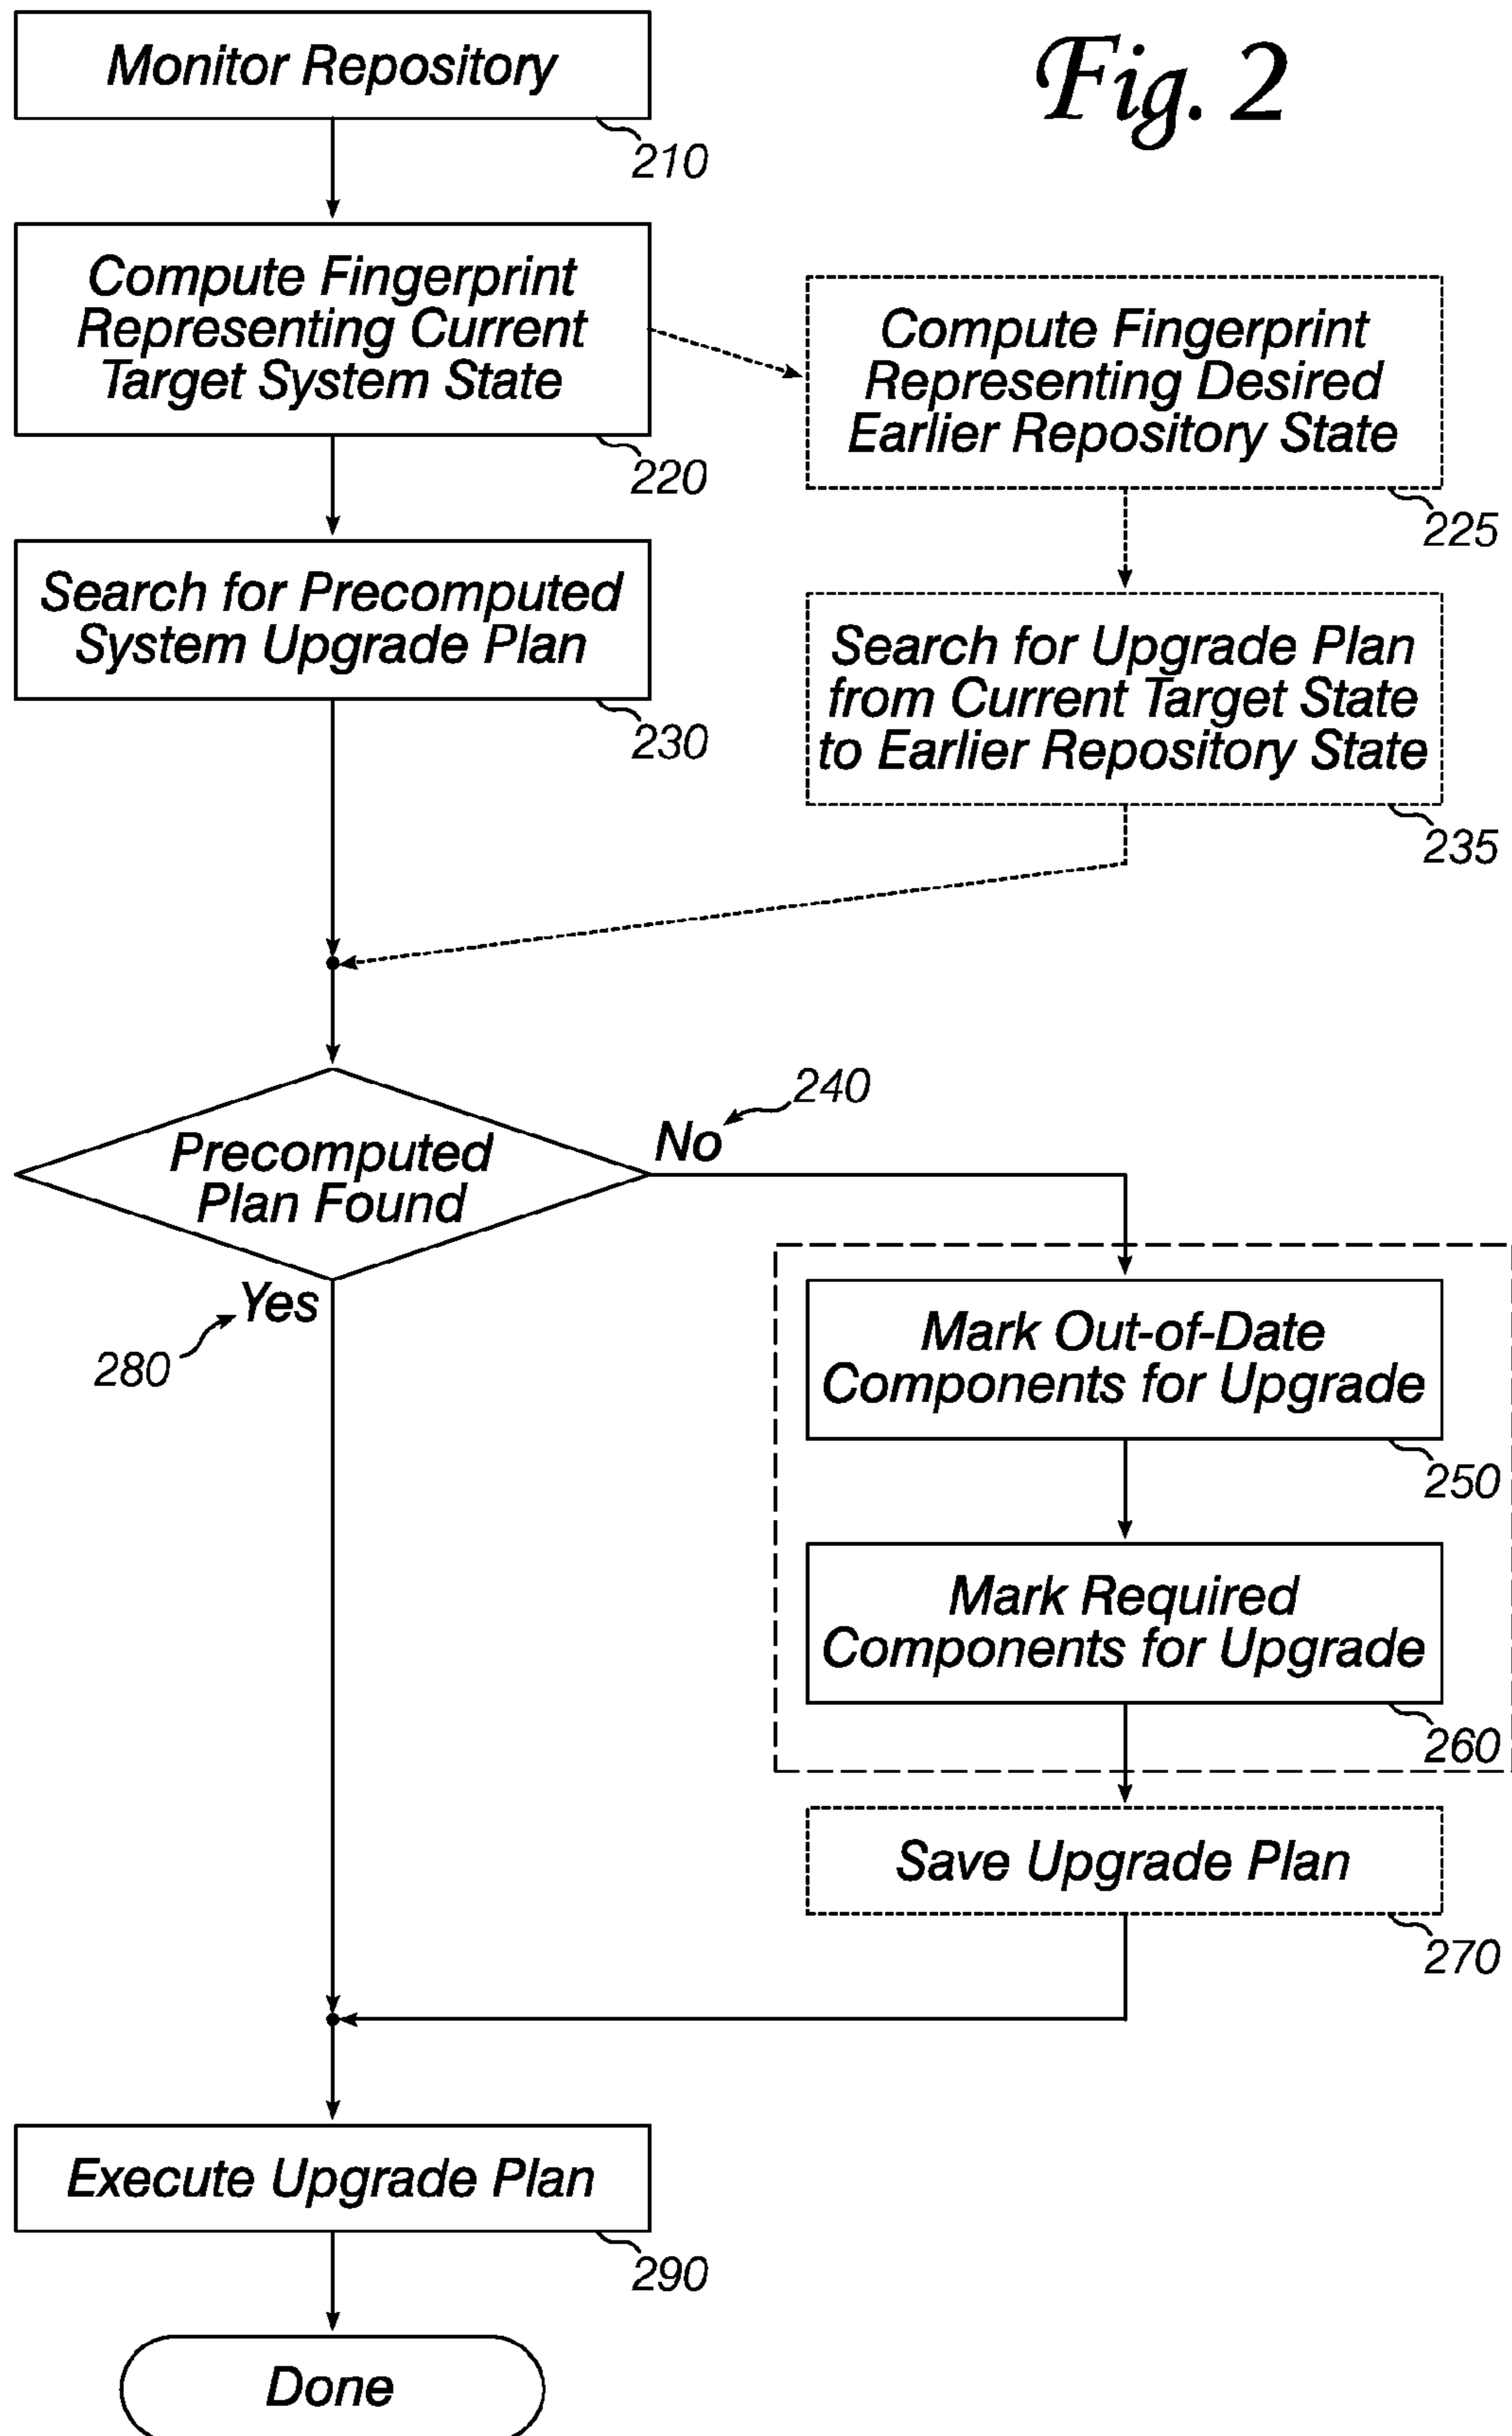 Fig. 2
Monitor Repository
210
Compute Fingerprint
Representing Current
Target System State
220
Compute Fingerprint
Representing Desired
Earlier Repository State
225
Search for Precomputed
System Upgrade Plan
230
Search for Upgrade Plan
from Current Target State
to Earlier Repository State
235
Precomputed
Plan Found
No
240
Yes
280
Mark Out-of-Date
Components for Upgrade
250
Mark Required
Components for Upgrade
260
Save Upgrade Plan
270
Execute Upgrade Plan
290
Done